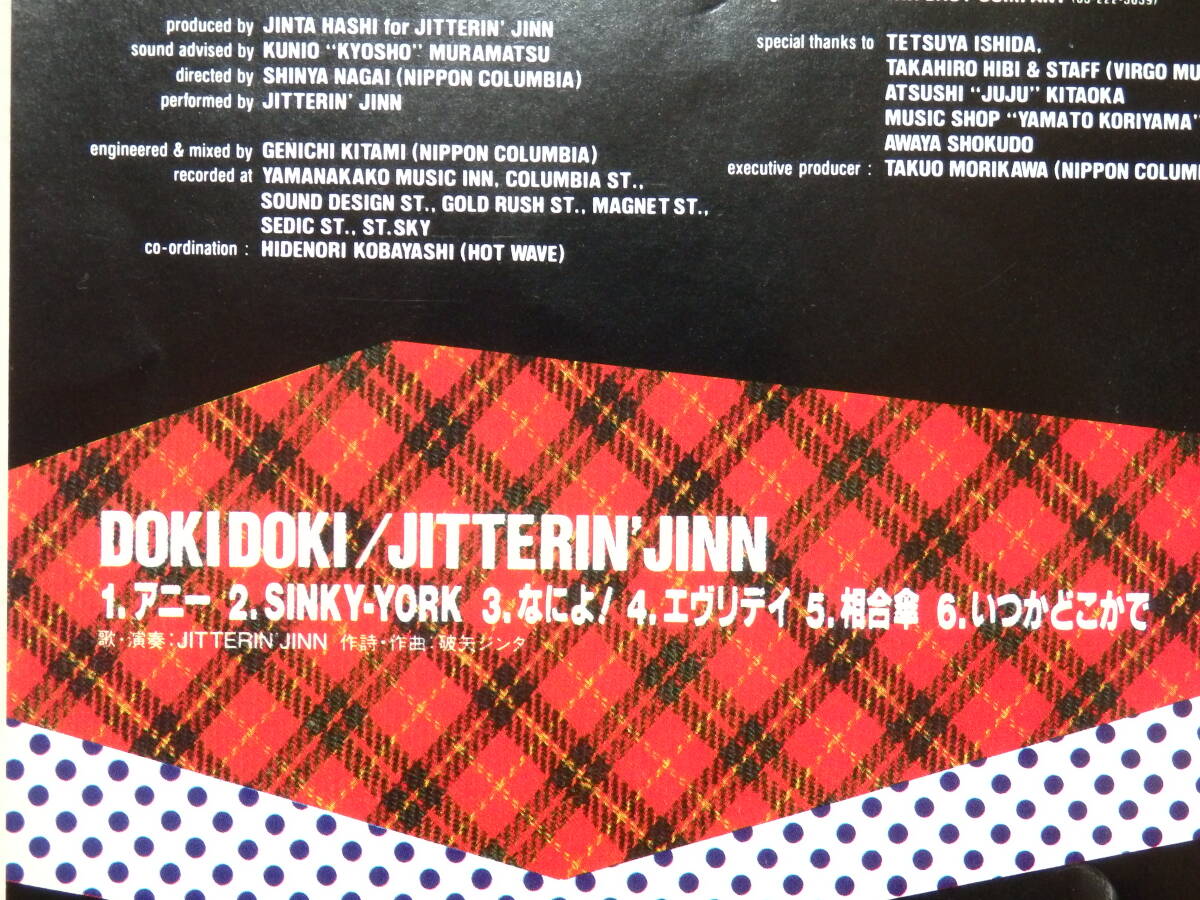 produced by JINTA HASHI for JITTERIN' JINN
sound advised by KUNIO "KYOSHO" MURAMATSU
directed by SHINYA NAGAI (NIPPON COLUMBIA)
performed by JITTERIN' JINN
engineered & mixed by GENICHI KITAMI (NIPPON COLUMBIA)
recorded at YAMANAKAKO MUSIC INN, COLUMBIA ST.,
SOUND DESIGN ST., GOLD RUSH ST., MAGNET ST.,
SEDIC ST., ST.SKY
co-ordination : HIDENORI KOBAYASHI (HOT WAVE)
special thanks to TETSUYA ISHIDA,
TAKAHIRO HIBI & STAFF (VIRGO MU
ATSUSHI "JUJU" KITAOKA
MUSIC SHOP "YAMATO KORIYAMA"
AWAYA SHOKUDO
executive producer : TAKUO MORIKAWA (NIPPON COLUM
DOKI DOKI/JITTERIN' JINN
1.アニー 2.SINKY-YORK 3.なによ! 4.エヴリデイ 5.相合傘 6.いつかどこかで
歌・演奏:JITTERIN' JINN 作詩・作曲:破矢ジンタ